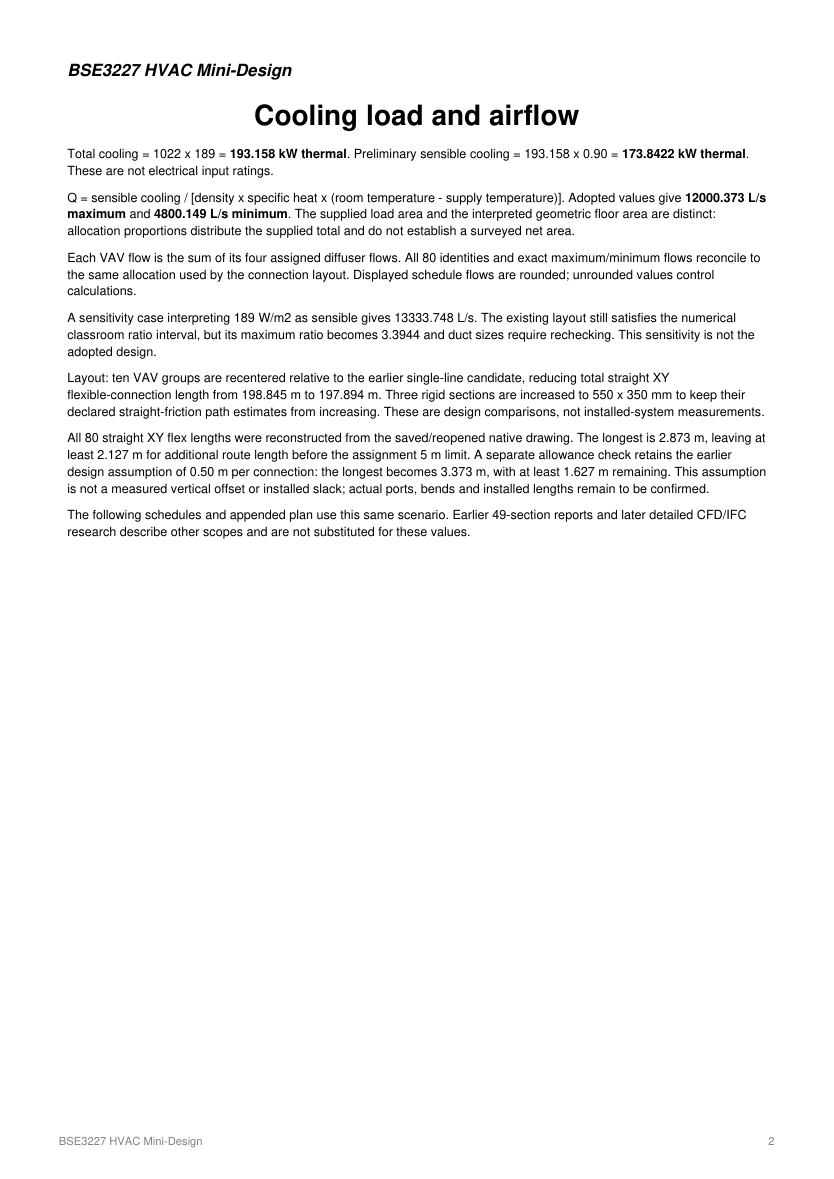 BSE3227 HVAC Mini-Design
Cooling load and airflow
Total cooling = 1022 x 189 = 193.158 kW thermal. Preliminary sensible cooling = 193.158 x 0.90 = 173.8422 kW thermal.
These are not electrical input ratings.
Q = sensible cooling / [density x specific heat x (room temperature - supply temperature)]. Adopted values give 12000.373 L/s
maximum and 4800.149 L/s minimum. The supplied load area and the interpreted geometric floor area are distinct:
allocation proportions distribute the supplied total and do not establish a surveyed net area.
Each VAV flow is the sum of its four assigned diffuser flows. All 80 identities and exact maximum/minimum flows reconcile to
the same allocation used by the connection layout. Displayed schedule flows are rounded; unrounded values control
calculations.
A sensitivity case interpreting 189 W/m2 as sensible gives 13333.748 L/s. The existing layout still satisfies the numerical
classroom ratio interval, but its maximum ratio becomes 3.3944 and duct sizes require rechecking. This sensitivity is not the
adopted design.
Layout: ten VAV groups are recentered relative to the earlier single-line candidate, reducing total straight XY
flexible-connection length from 198.845 m to 197.894 m. Three rigid sections are increased to 550 x 350 mm to keep their
declared straight-friction path estimates from increasing. These are design comparisons, not installed-system measurements.
All 80 straight XY flex lengths were reconstructed from the saved/reopened native drawing. The longest is 2.873 m, leaving at
least 2.127 m for additional route length before the assignment 5 m limit. A separate allowance check retains the earlier
design assumption of 0.50 m per connection: the longest becomes 3.373 m, with at least 1.627 m remaining. This assumption
is not a measured vertical offset or installed slack; actual ports, bends and installed lengths remain to be confirmed.
The following schedules and appended plan use this same scenario. Earlier 49-section reports and later detailed CFD/IFC
research describe other scopes and are not substituted for these values.
BSE3227 HVAC Mini-Design
2